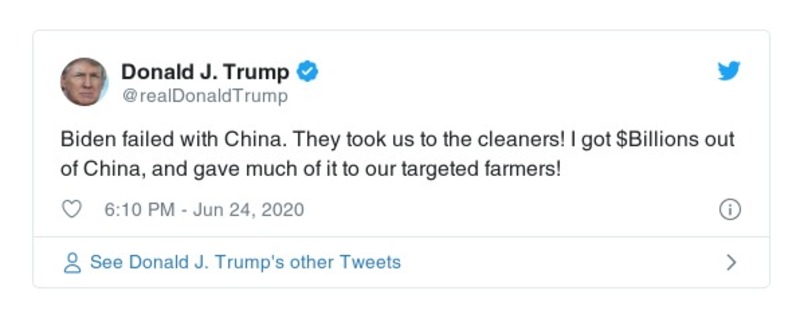 Donald J. Trump
@realDonaldTrump
Biden failed with China. They took us to the cleaners! I got $Billions out
of China, and gave much of it to our targeted farmers!
6:10 PM - Jun 24, 2020
See Donald J. Trump's other Tweets